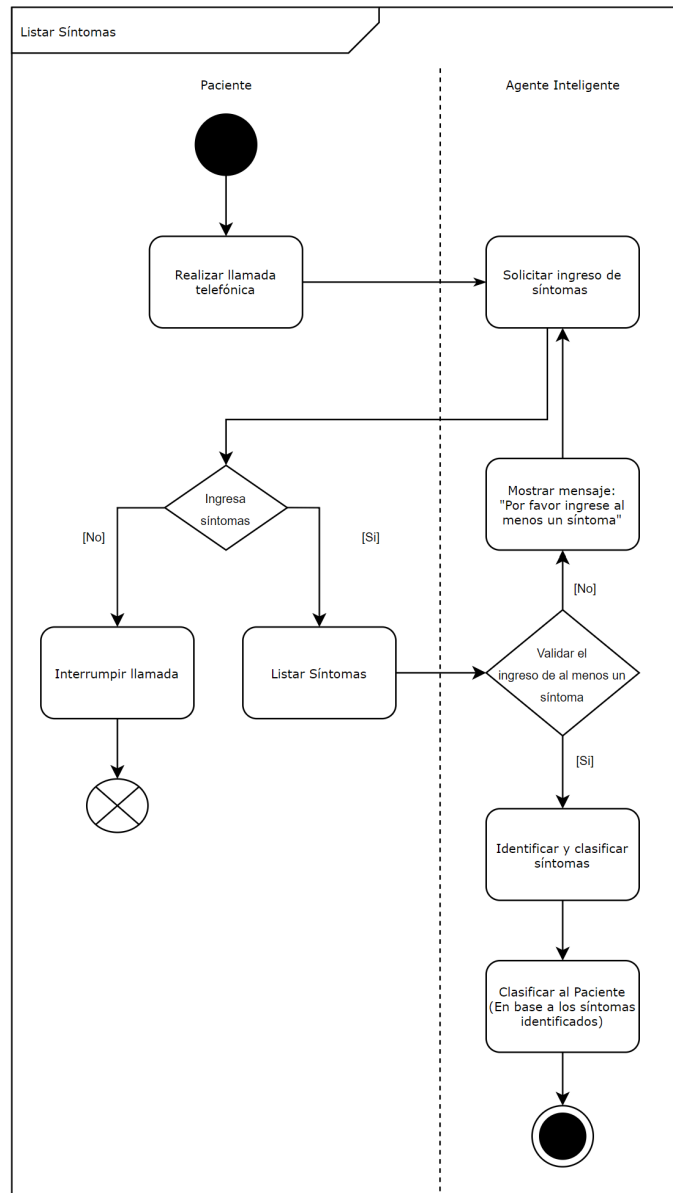 Listar Síntomas
Paciente
Agente Inteligente
Realizar llamada
telefónica
Solicitar ingreso de
síntomas
Ingresa
síntomas
Mostrar mensaje:
"Por favor ingrese al
menos un síntoma"
[No]
[Si]
[No]
Interrumpir llamada
Listar Síntomas
Validar el
ingreso de al menos un
síntoma
[Si]
Identificar y clasificar
síntomas
Clasificar al Paciente
(En base a los síntomas
identificados)